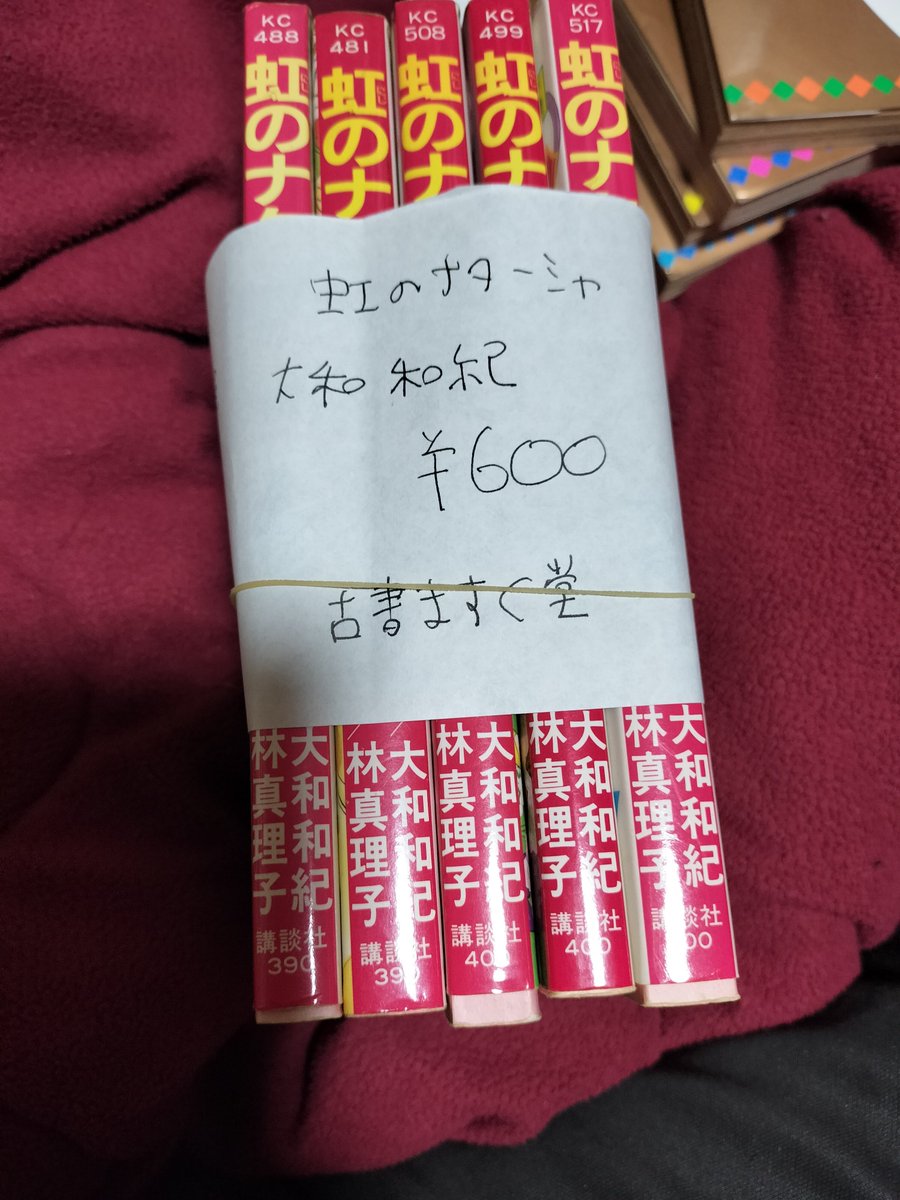 KC
488
虹のナ
KC
481
虹のナ
KC
508
虹のナ
KC
499
虹のナ
KC
517
虹のナ
虹のナターシャ
大和 和紀
¥600
古書ますく堂
大和和紀
林真理子
講談社
390
大和和紀
林真理子
講談社
390
大和和紀
林真理子
講談社
大和和紀
林真理子
講談社
400
大和和紀
林真理子
講談社